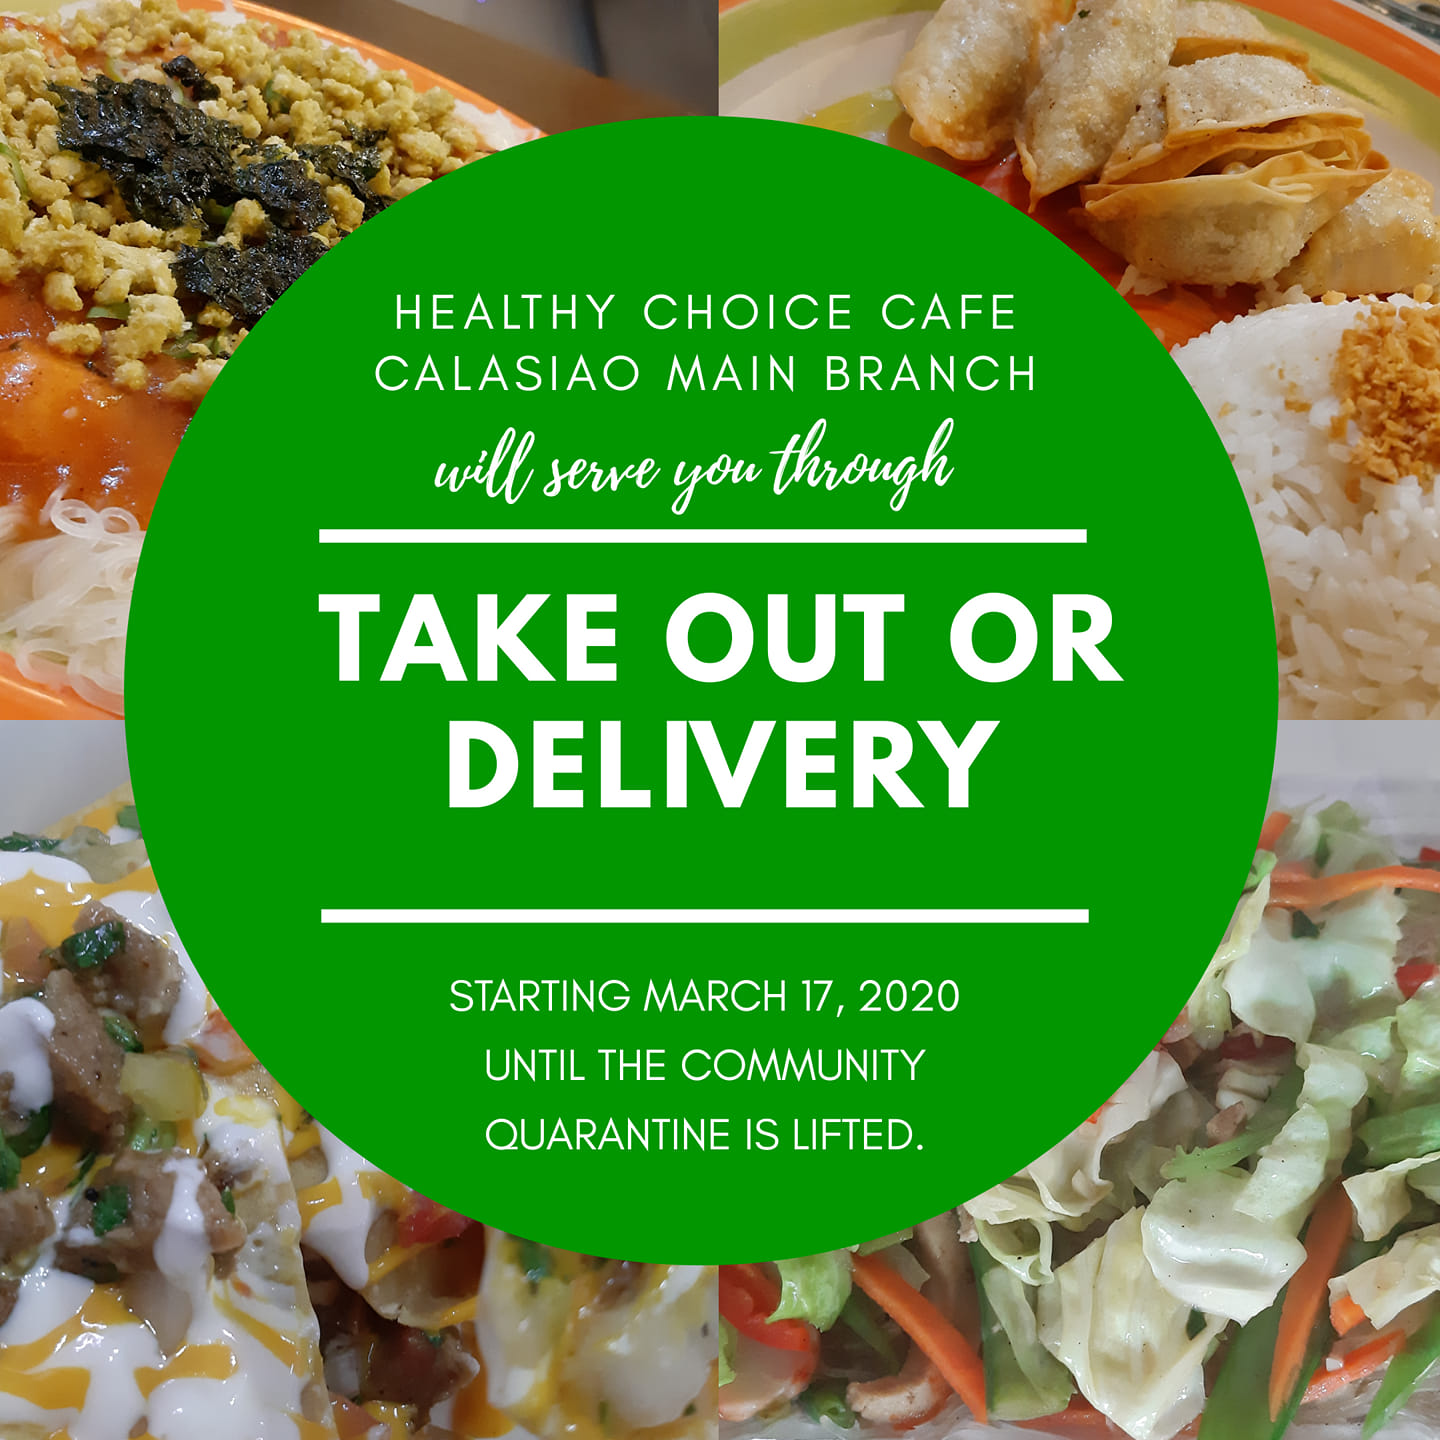 HEALTHY CHOICE CAFE
CALASIAO MAIN BRANCH
will serve you through
TAKE OUT OR
DELIVERY
STARTING MARCH 17, 2020
UNTIL THE COMMUNITY
QUARANTINE IS LIFTED.